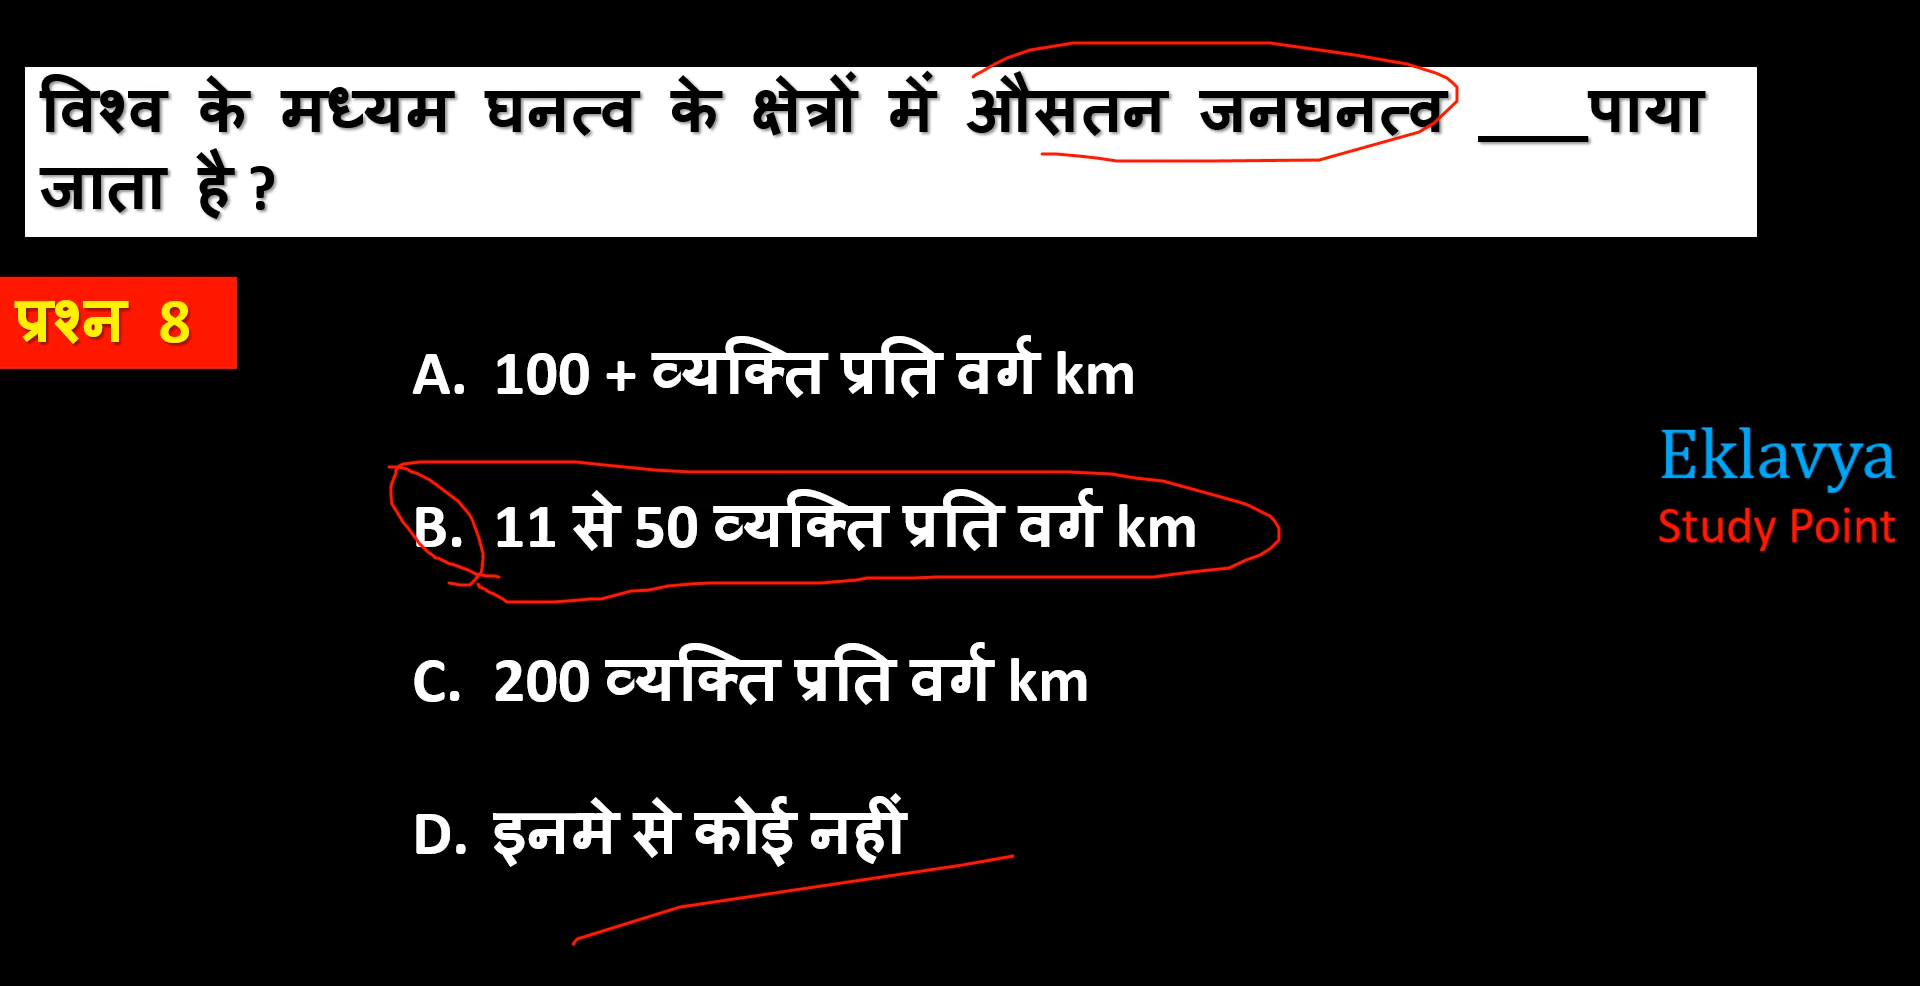 विश्व के मध्यम घनत्व के क्षेत्रों में औसतन जनघनत्व ____पाया
जाता है ?
प्रश्न 8
A. 100 + व्यक्ति प्रति वर्ग km
B. 11 से 50 व्यक्ति प्रति वर्ग km
C. 200 व्यक्ति प्रति वर्ग km
D. इनमे से कोई नहीं
Eklavya
Study Point